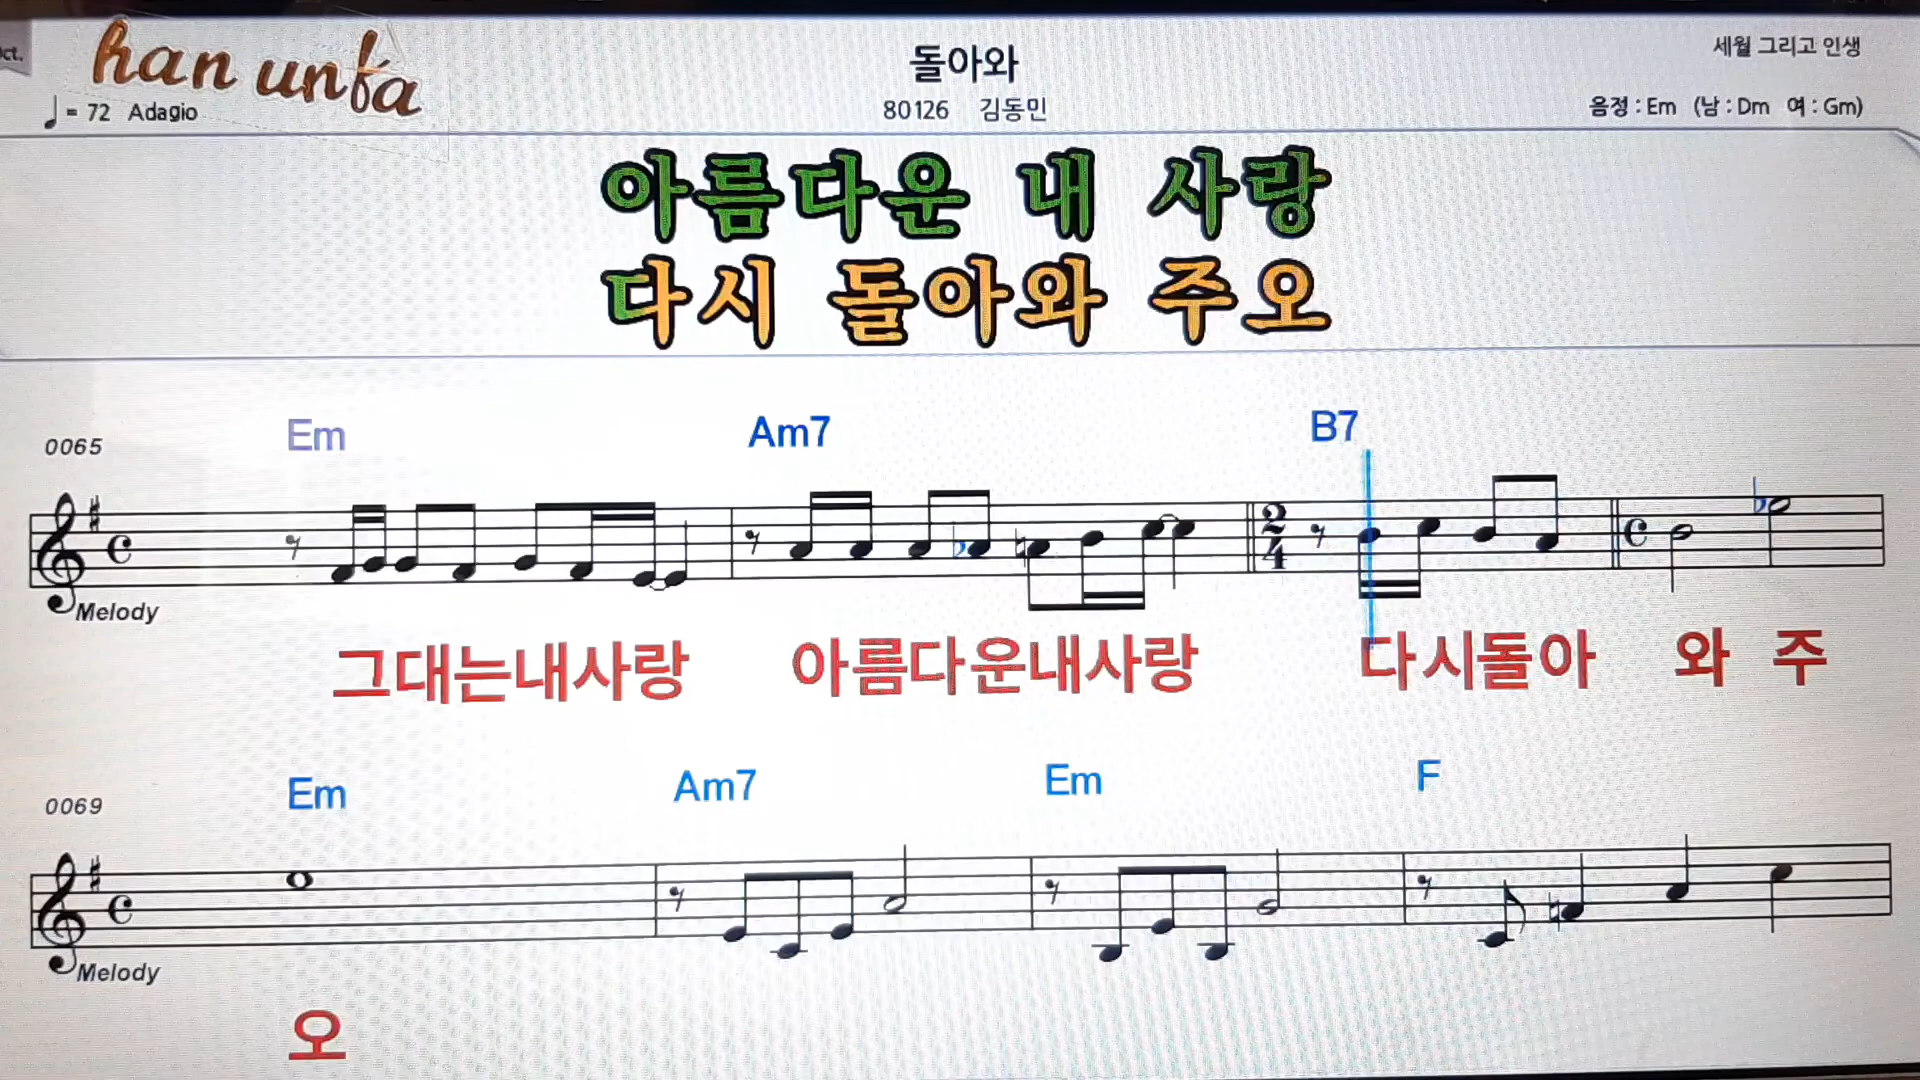 Oct.
han unfa
돌아와
세월 그리고 인생
♩ = 72 Adagio
80126 김동민
음정 : Em (남 : Dm 여 : Gm)
아름다운 내 사랑
다시 돌아와 주오
Em Am7 B7
0065
2 4
Melody
그대는내사랑 아름다운내사랑 다시돌아 와 주
Em Am7 Em F
0069
Melody
오